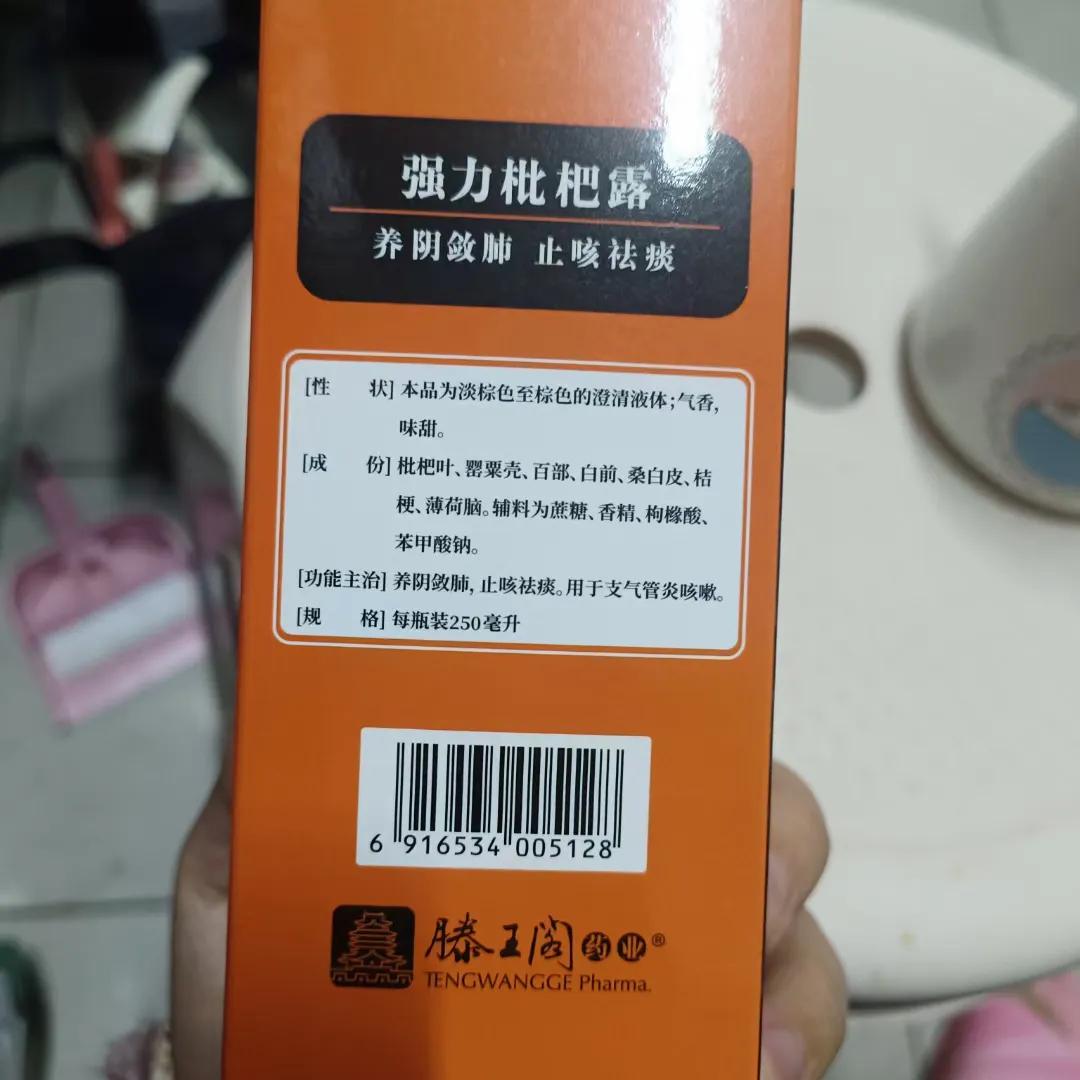 强力枇杷露
养阴敛肺 止咳祛痰
[性 状] 本品为淡棕色至棕色的澄清液体;气香,
味甜。
[成 份] 枇杷叶、罂粟壳、百部、白前、桑白皮、桔
梗、薄荷脑。辅料为蔗糖、香精、枸橼酸、
苯甲酸钠。
[功能主治] 养阴敛肺, 止咳祛痰。用于支气管炎咳嗽。
[规 格] 每瓶装250毫升
6 916534 005128
滕王阁药业®
TENGWANGGE Pharma.